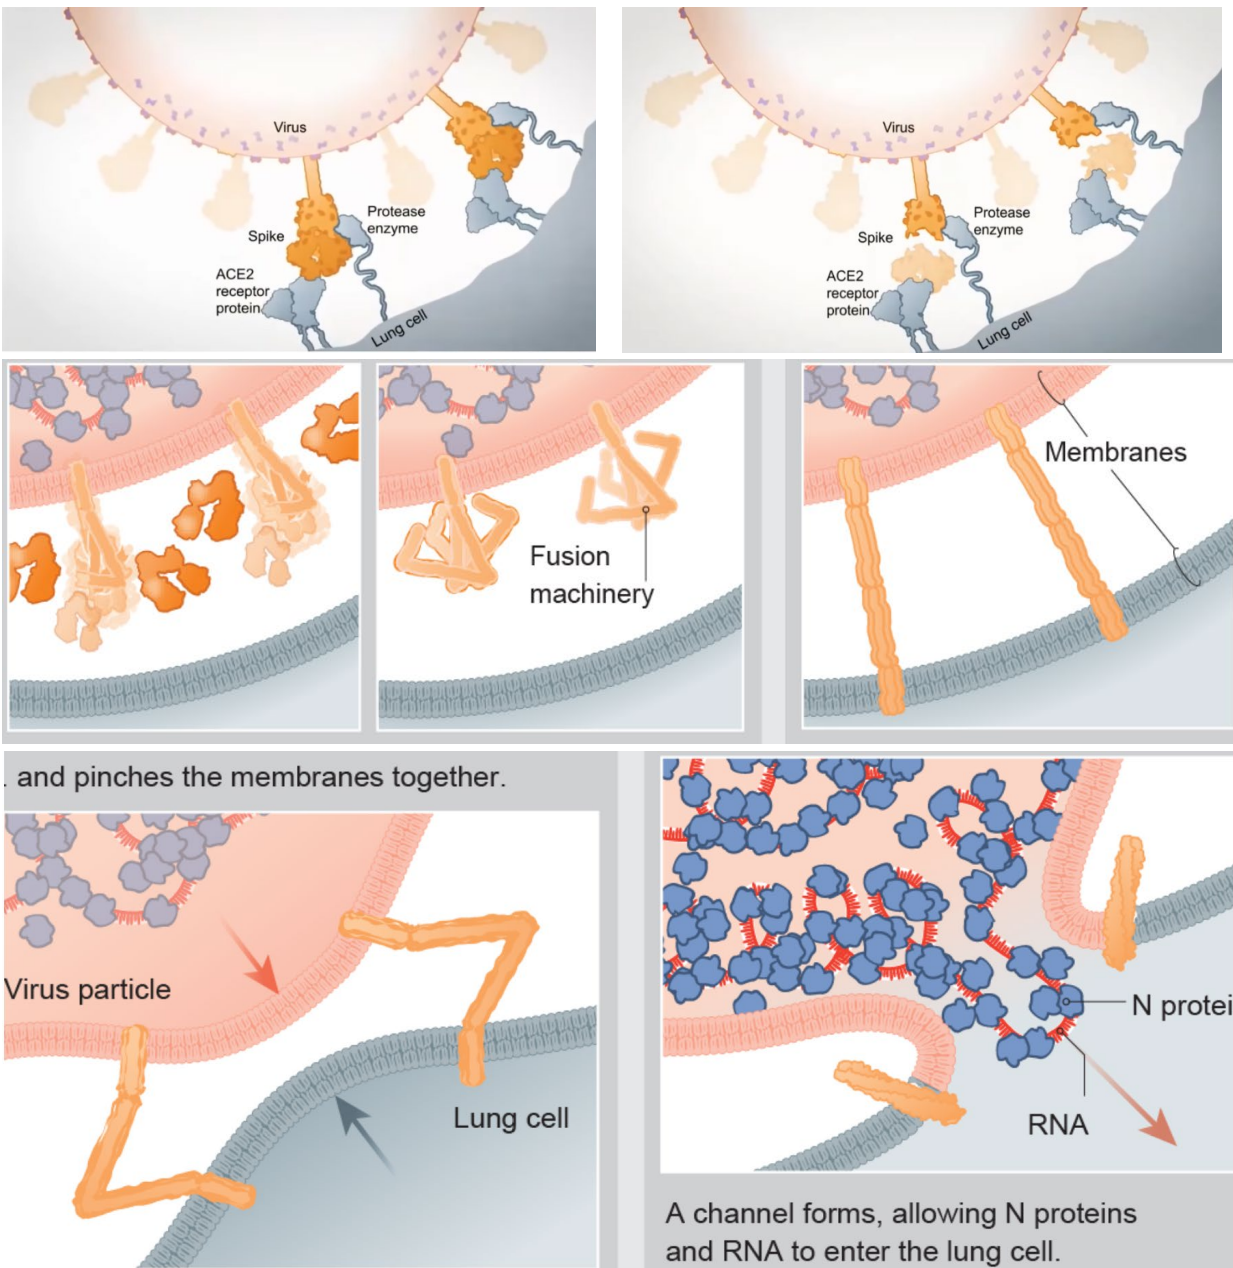 Virus
Protease
enzyme
Spike
ACE2
receptor
protein
Lung cell
Virus
Protease
enzyme
Spike
ACE2
receptor
protein
Lung cell
Fusion
machinery
Membranes
. and pinches the membranes together.
Virus particle
Lung cell
N protei
RNA
A channel forms, allowing N proteins
and RNA to enter the lung cell.